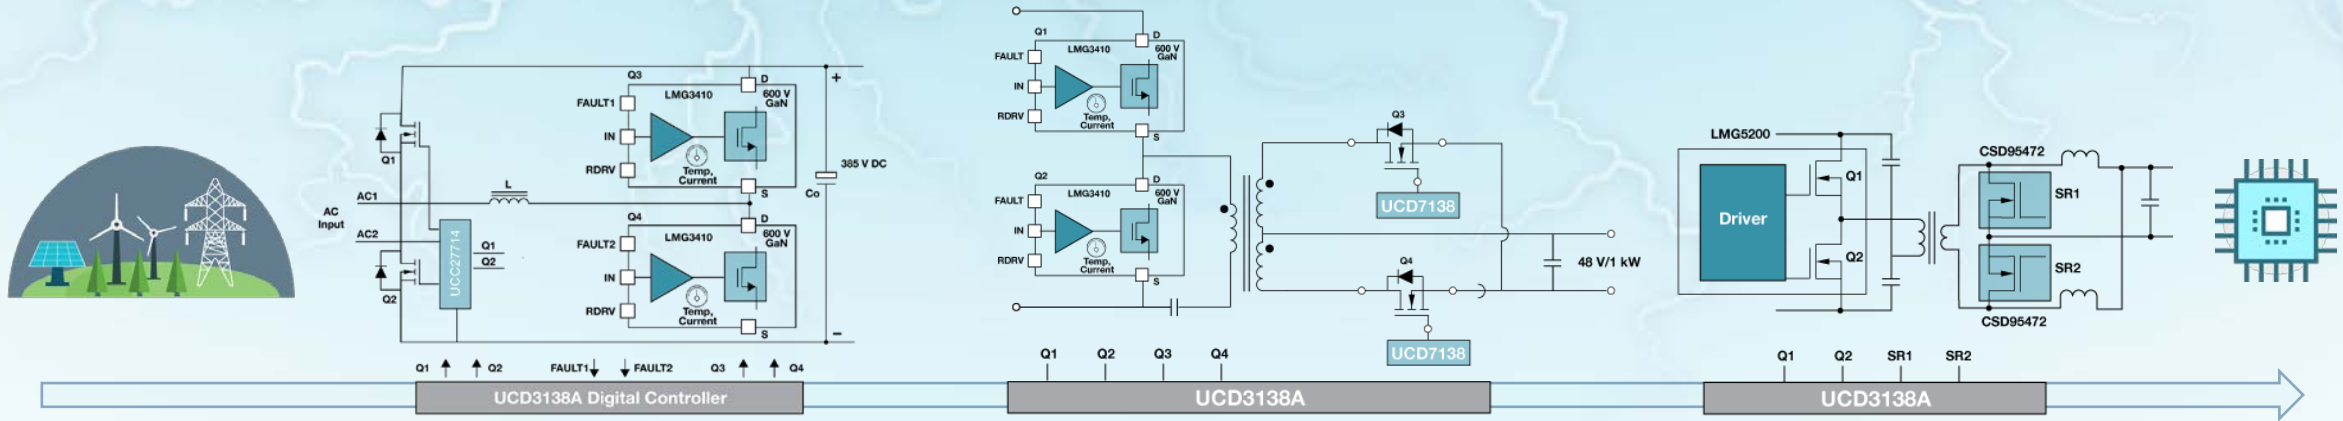 Q3
D
LMG3410
600 V
GaN
FAULT1
IN
RDRV
Temp,
Current
S
+
Q1
385 V DC
Co
L
AC1
AC
Input
AC2
UCC27714
Q1
Q2
Q2
Q4
D
LMG3410
600 V
GaN
FAULT2
IN
RDRV
Temp,
Current
S
−
Q1
Q2
FAULT1
FAULT2
Q3
Q4
UCD3138A Digital Controller
Q1
D
LMG3410
600 V
GaN
FAULT
IN
RDRV
Temp,
Current
S
Q2
D
LMG3410
600 V
GaN
FAULT
IN
RDRV
Temp,
Current
S
Q3
UCD7138
48 V/1 kW
Q4
UCD7138
Q1
Q2
Q3
Q4
UCD3138A
LMG5200
Driver
Q1
Q2
CSD95472
SR1
SR2
CSD95472
Q1
Q2
SR1
SR2
UCD3138A